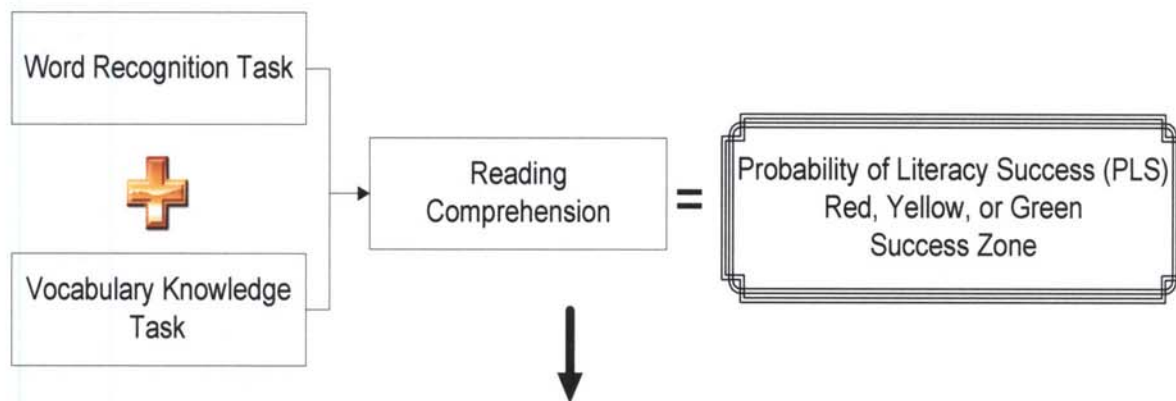 Word Recognition Task
Vocabulary Knowledge
Task
Reading
Comprehension
=
Probability of Literacy Success (PLS)
Red, Yellow, or Green
Success Zone